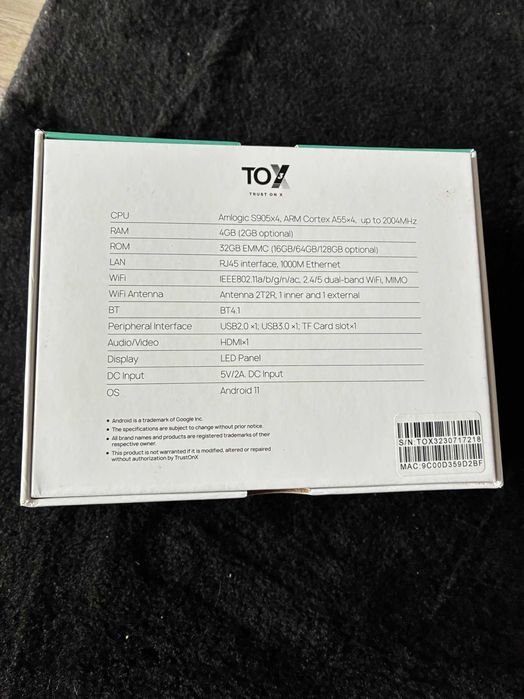 TOX
TRUST ON X
CPU Amlogic S905x4, ARM Cortex A55×4, up to 2004MHz
RAM 4GB (2GB optional)
ROM 32GB EMMC (16GB/64GB/128GB optional)
LAN RJ45 interface, 1000M Ethernet
WiFi IEEE802.11a/b/g/n/ac, 2.4/5 dual-band WiFi, MIMO
WiFi Antenna Antenna 2T2R, 1 inner and 1 external
BT BT4.1
Peripheral Interface USB2.0 ×1; USB3.0 ×1; TF Card slot×1
Audio/Video HDMI×1
Display LED Panel
DC Input 5V/2A. DC Input
OS Android 11
• Android is a trademark of Google Inc.
• The specifications are subject to change without prior notice.
• All brand names and products are registered trademarks of their
respective owner.
• This product is not warranted if it is modified, altered or repaired
without authorization by TrustOnX
S/N:TOX3230717218
MAC:9C00D359D2BF